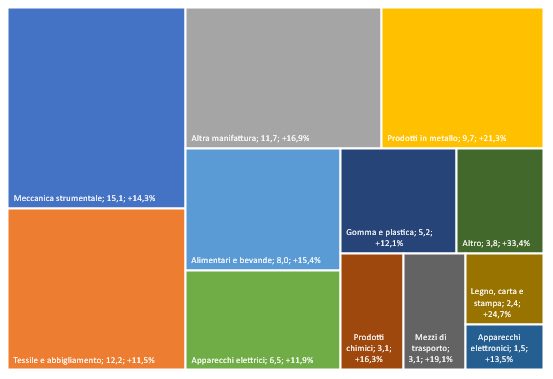 Meccanica strumentale; 15,1; +14,3%
Altra manifattura; 11,7; +16,9%
Prodotti in metallo; 9,7; +21,3%
Tessile e abbigliamento; 12,2; +11,5%
Alimentari e bevande; 8,0; +15,4%
Apparecchi elettrici; 6,5; +11,9%
Gomma e plastica; 5,2;
+12,1%
Altro; 3,8; +33,4%
Prodotti
chimici; 3,1;
+16,3%
Mezzi di
trasporto;
3,1; +19,1%
Legno, carta e
stampa; 2,4;
+24,7%
Apparecchi
elettronici; 1,5;
+13,5%